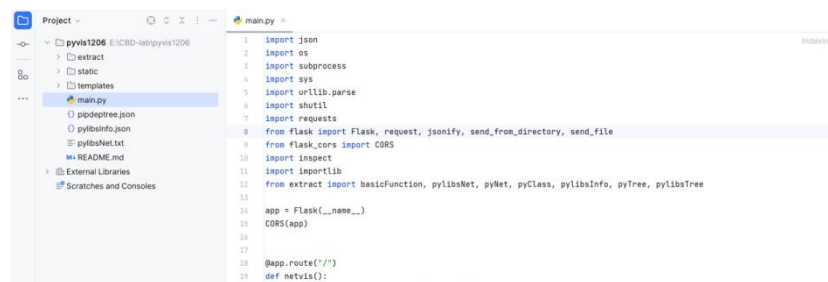 Project
pyvis1206 E:\CBD-lab\pyvis1206
extract
static
templates
main.py
pipdeptree.json
pylibsInfo.json
pylibsNet.txt
README.md
External Libraries
Scratches and Consoles
main.py
Indexin
1 import json
2 import os
3 import subprocess
4 import sys
5 import urllib.parse
6 import shutil
7 import requests
8 from flask import Flask, request, jsonify, send_from_directory, send_file
9 from flask_cors import CORS
10 import inspect
11 import importlib
12 from extract import basicFunction, pylibsNet, pyNet, pyClass, pylibsInfo, pyTree, pylibsTree
13
14 app = Flask(__name__)
15 CORS(app)
16
17
18 @app.route("/")
19 def netvis():